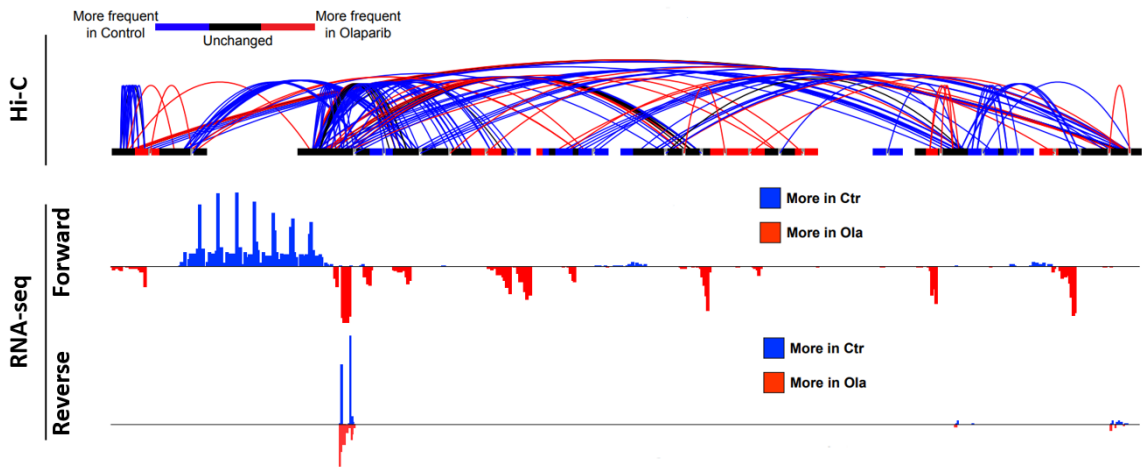 More frequent
in Control
Unchanged
More frequent
in Olaparib
Hi-C
RNA-seq
Forward
More in Ctr
More in Ola
Reverse
More in Ctr
More in Ola